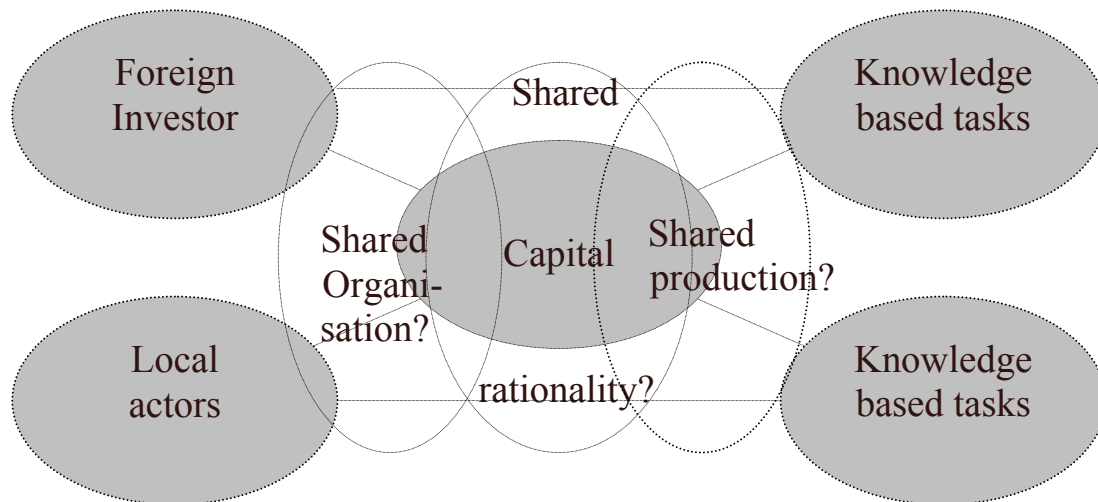 Foreign
Investor
Shared
Knowledge
based tasks
Shared
Organi-
sation?
Capital
Shared
production?
Local
actors
rationality?
Knowledge
based tasks